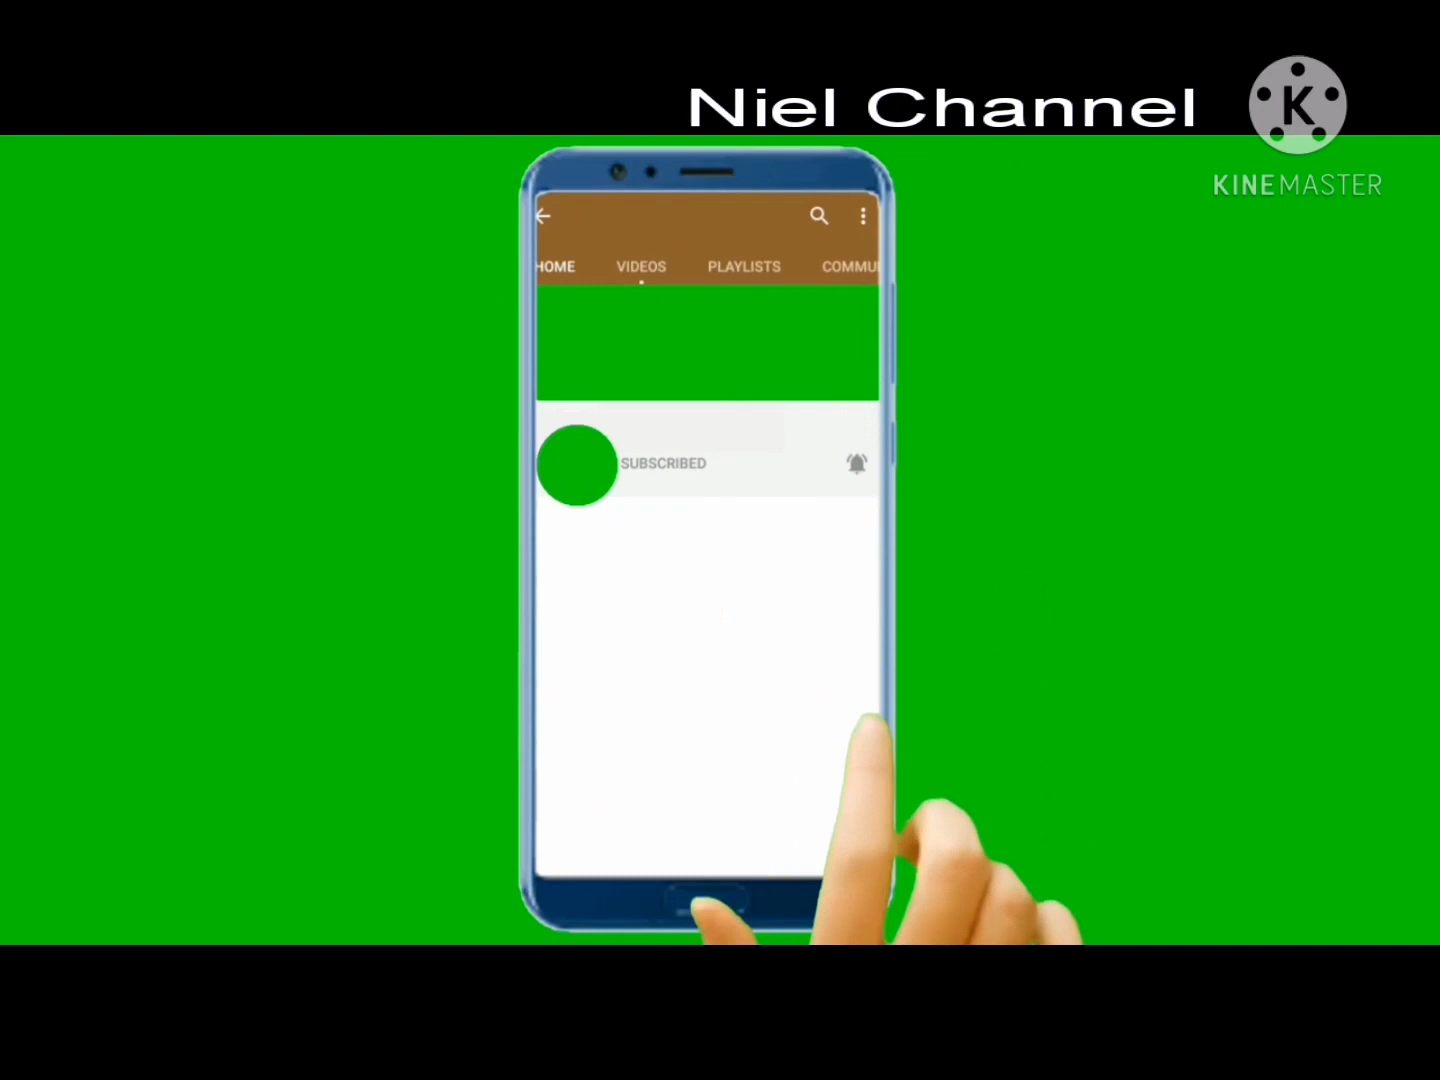 Niel Channel
K
KINEMASTER
HOME VIDEOS PLAYLISTS COMMU
SUBSCRIBED